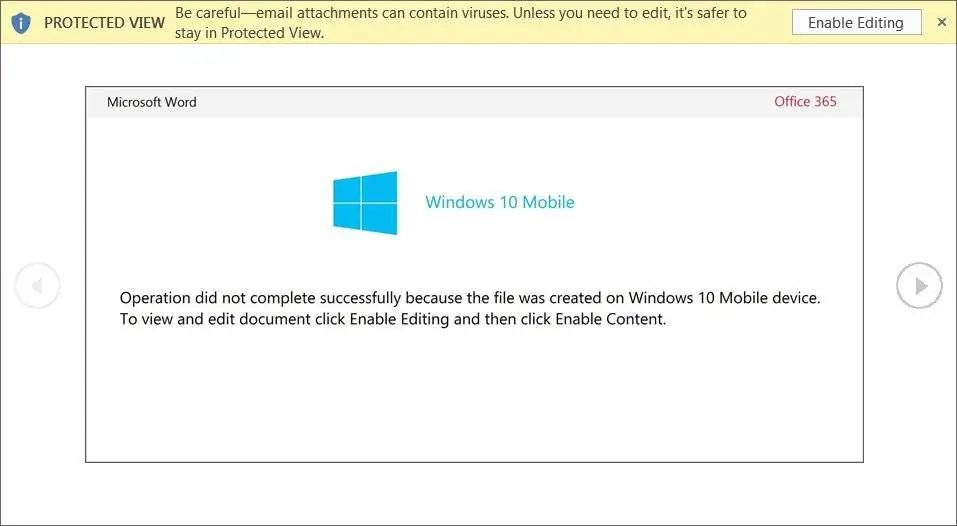 PROTECTED VIEW
Be careful—email attachments can contain viruses. Unless you need to edit, it's safer to
stay in Protected View.
Enable Editing
Microsoft Word
Office 365
Windows 10 Mobile
Operation did not complete successfully because the file was created on Windows 10 Mobile device.
To view and edit document click Enable Editing and then click Enable Content.